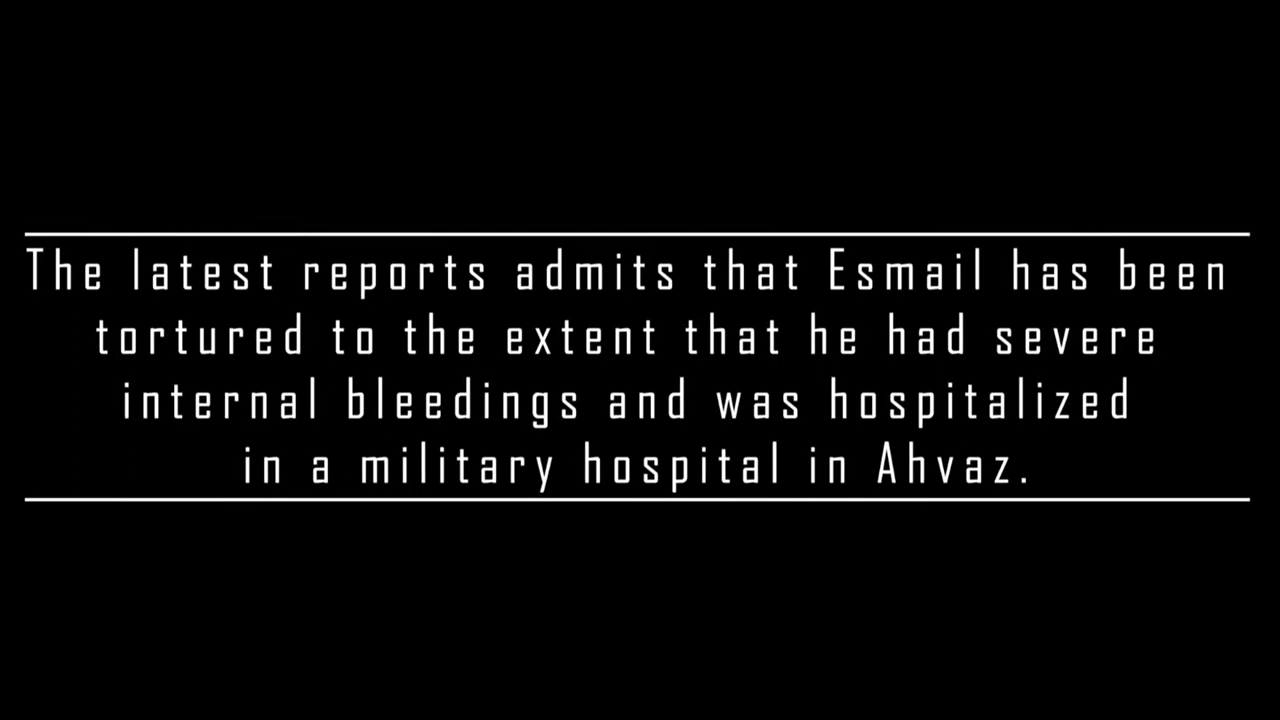 The latest reports admits that Esmail has been
tortured to the extent that he had severe
internal bleedings and was hospitalized
in a military hospital in Ahvaz.